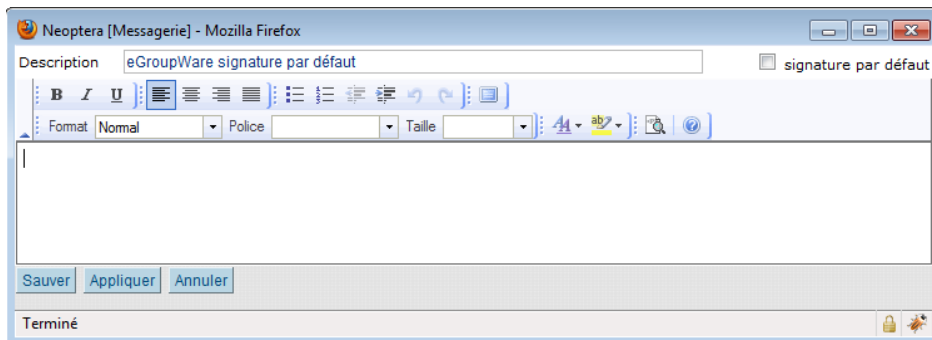 Neoptera [Messagerie] - Mozilla Firefox
Description eGroupWare signature par défaut signature par défaut
B I U
Format Normal Police Taille
Sauver Appliquer Annuler
Terminé